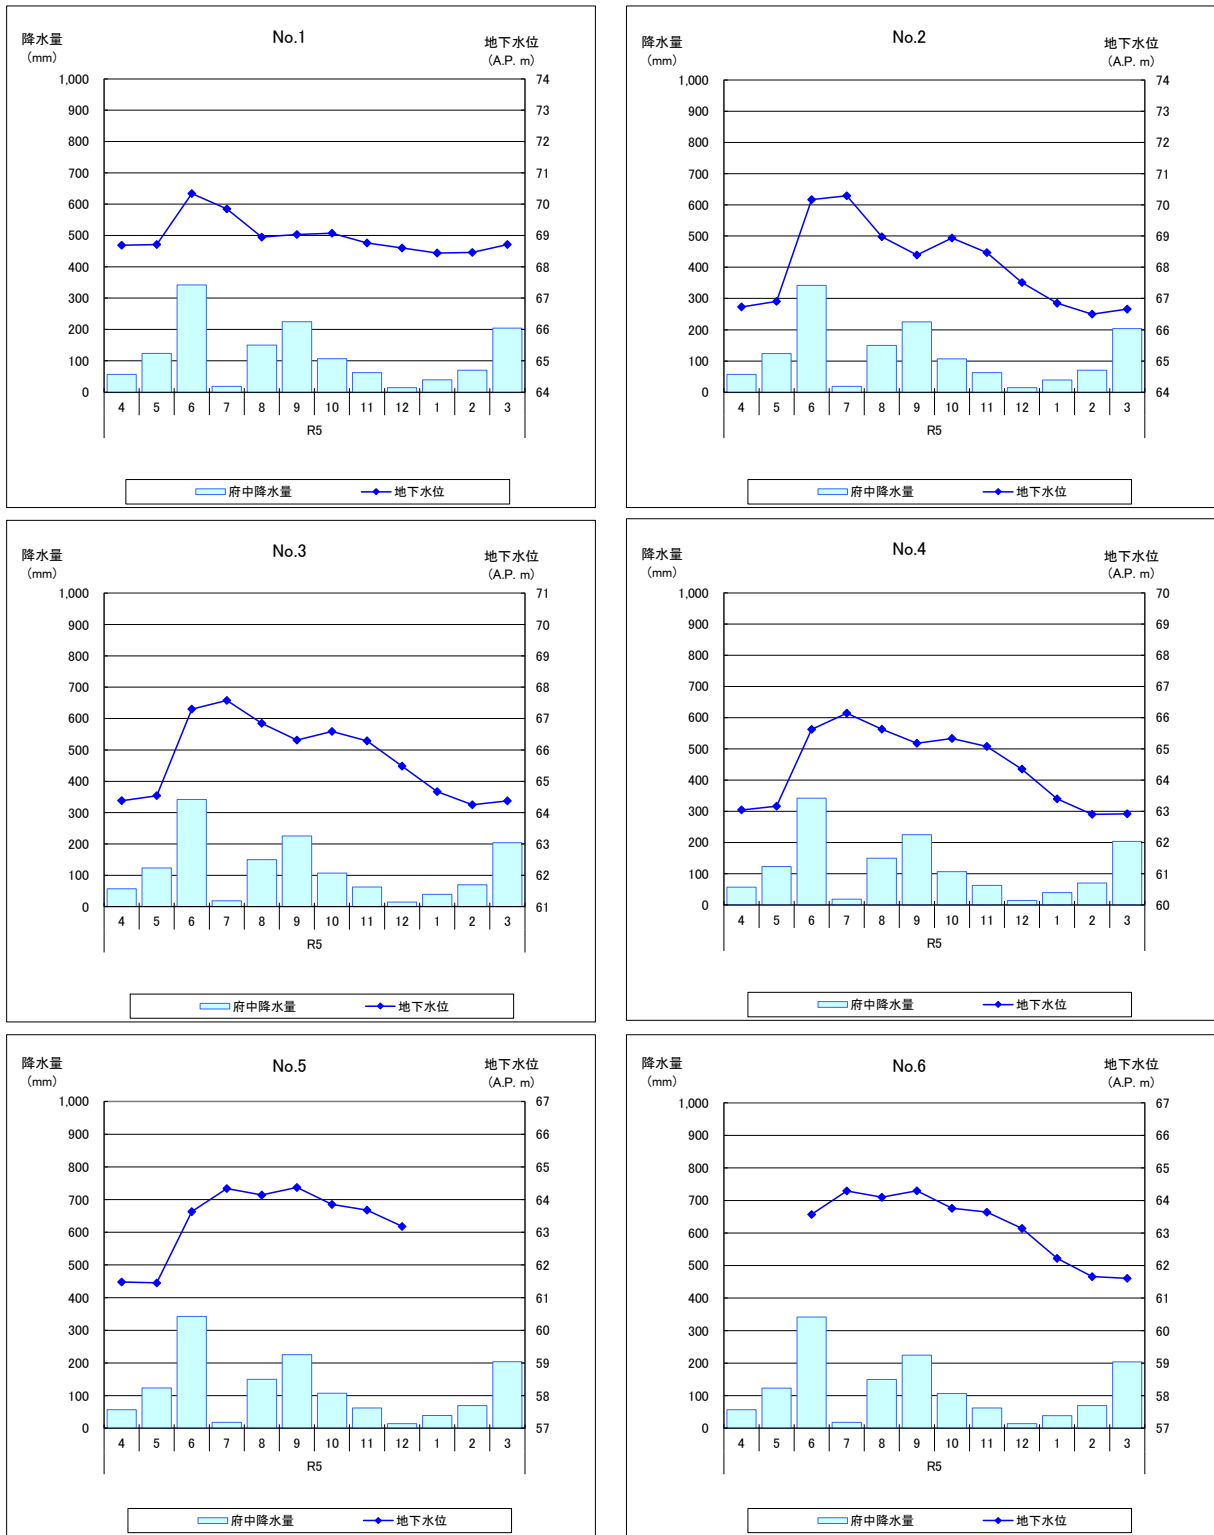 降水量
(mm)
No.1
地下水位
(A.P. m)
1,000 74
900 73
800 72
700 71
600 70
500 69
400 68
300 67
200 66
100 65
0 64
4 5 6 7 8 9 10 11 12 1 2 3
R5
府中降水量 地下水位
降水量
(mm)
No.2
地下水位
(A.P. m)
1,000 74
900 73
800 72
700 71
600 70
500 69
400 68
300 67
200 66
100 65
0 64
4 5 6 7 8 9 10 11 12 1 2 3
R5
府中降水量 地下水位
降水量
(mm)
No.3
地下水位
(A.P. m)
1,000 71
900 70
800 69
700 68
600 67
500 66
400 65
300 64
200 63
100 62
0 61
4 5 6 7 8 9 10 11 12 1 2 3
R5
府中降水量 地下水位
降水量
(mm)
No.4
地下水位
(A.P. m)
1,000 70
900 69
800 68
700 67
600 66
500 65
400 64
300 63
200 62
100 61
0 60
4 5 6 7 8 9 10 11 12 1 2 3
R5
府中降水量 地下水位
降水量
(mm)
No.5
地下水位
(A.P. m)
1,000 67
900 66
800 65
700 64
600 63
500 62
400 61
300 60
200 59
100 58
0 57
4 5 6 7 8 9 10 11 12 1 2 3
R5
府中降水量 地下水位
降水量
(mm)
No.6
地下水位
(A.P. m)
1,000 67
900 66
800 65
700 64
600 63
500 62
400 61
300 60
200 59
100 58
0 57
4 5 6 7 8 9 10 11 12 1 2 3
R5
府中降水量 地下水位